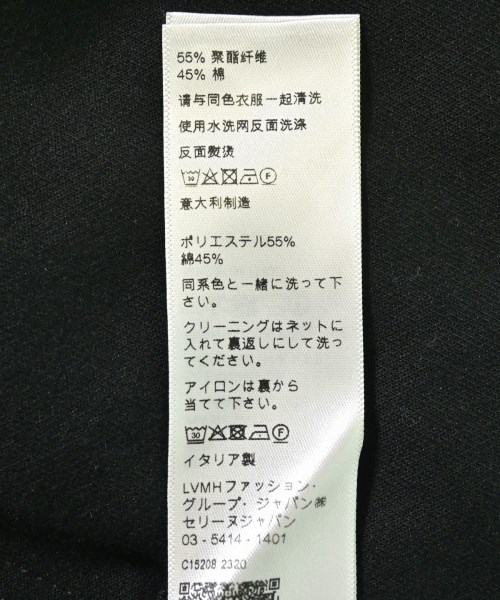 55% 聚酯纤维
45% 棉
请与同色衣服一起清洗
使用水洗网反面洗涤
反面熨烫
意大利制造
ポリエステル55%
綿45%
同系色と一緒に洗って下
さい。
クリーニングはネットに
入れて裏返しにして洗っ
てください。
アイロンは裏から
当てて下さい。
30
イタリア製
LVMHファッション·
グループ·ジャパン㈱
セリーヌジャパン
03-5414-1401
C15208 2320